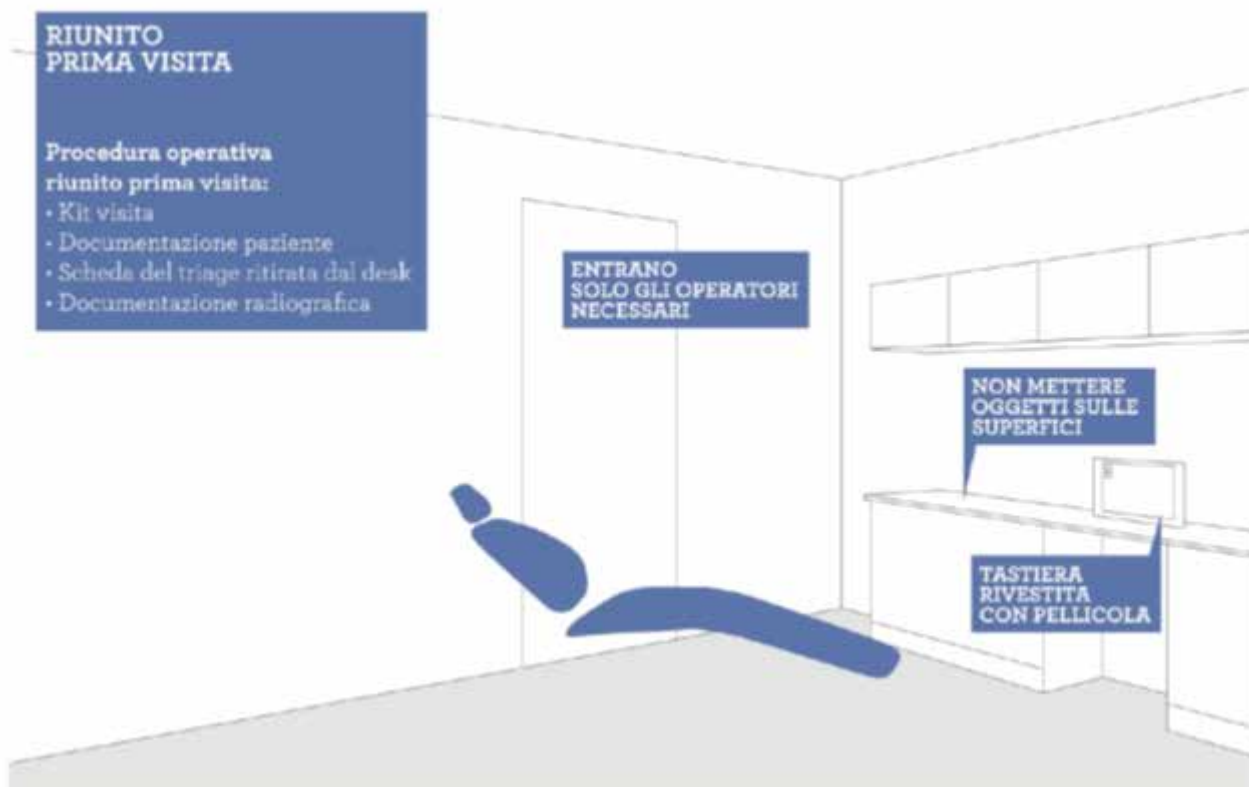 RIUNITO
PRIMA VISITA
Procedura operativa
riunito prima visita:
• Kit visita
• Documentazione paziente
• Scheda del triage ritirata dal desk
• Documentazione radiografica
ENTRANO
SOLO GLI OPERATORI
NECESSARI
NON METTERE
OGGETTI SULLE
SUPERFICI
TASTIERA
RIVESTITA
CON PELLICOLA